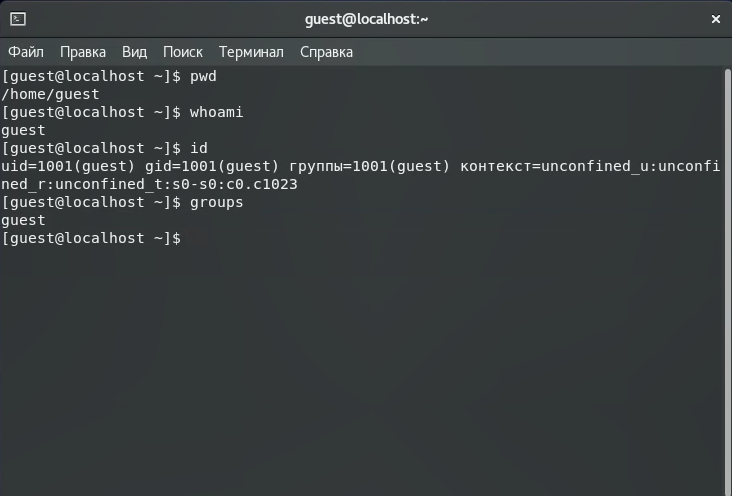 guest@localhost:~
Файл Правка Вид Поиск Терминал Справка
[guest@localhost ~]$ pwd
/home/guest
[guest@localhost ~]$ whoami
guest
[guest@localhost ~]$ id
uid=1001(guest) gid=1001(guest) группы=1001(guest) контекст=unconfined_u:unconfi
ned_r:unconfined_t:s0-s0:c0.c1023
[guest@localhost ~]$ groups
guest
[guest@localhost ~]$